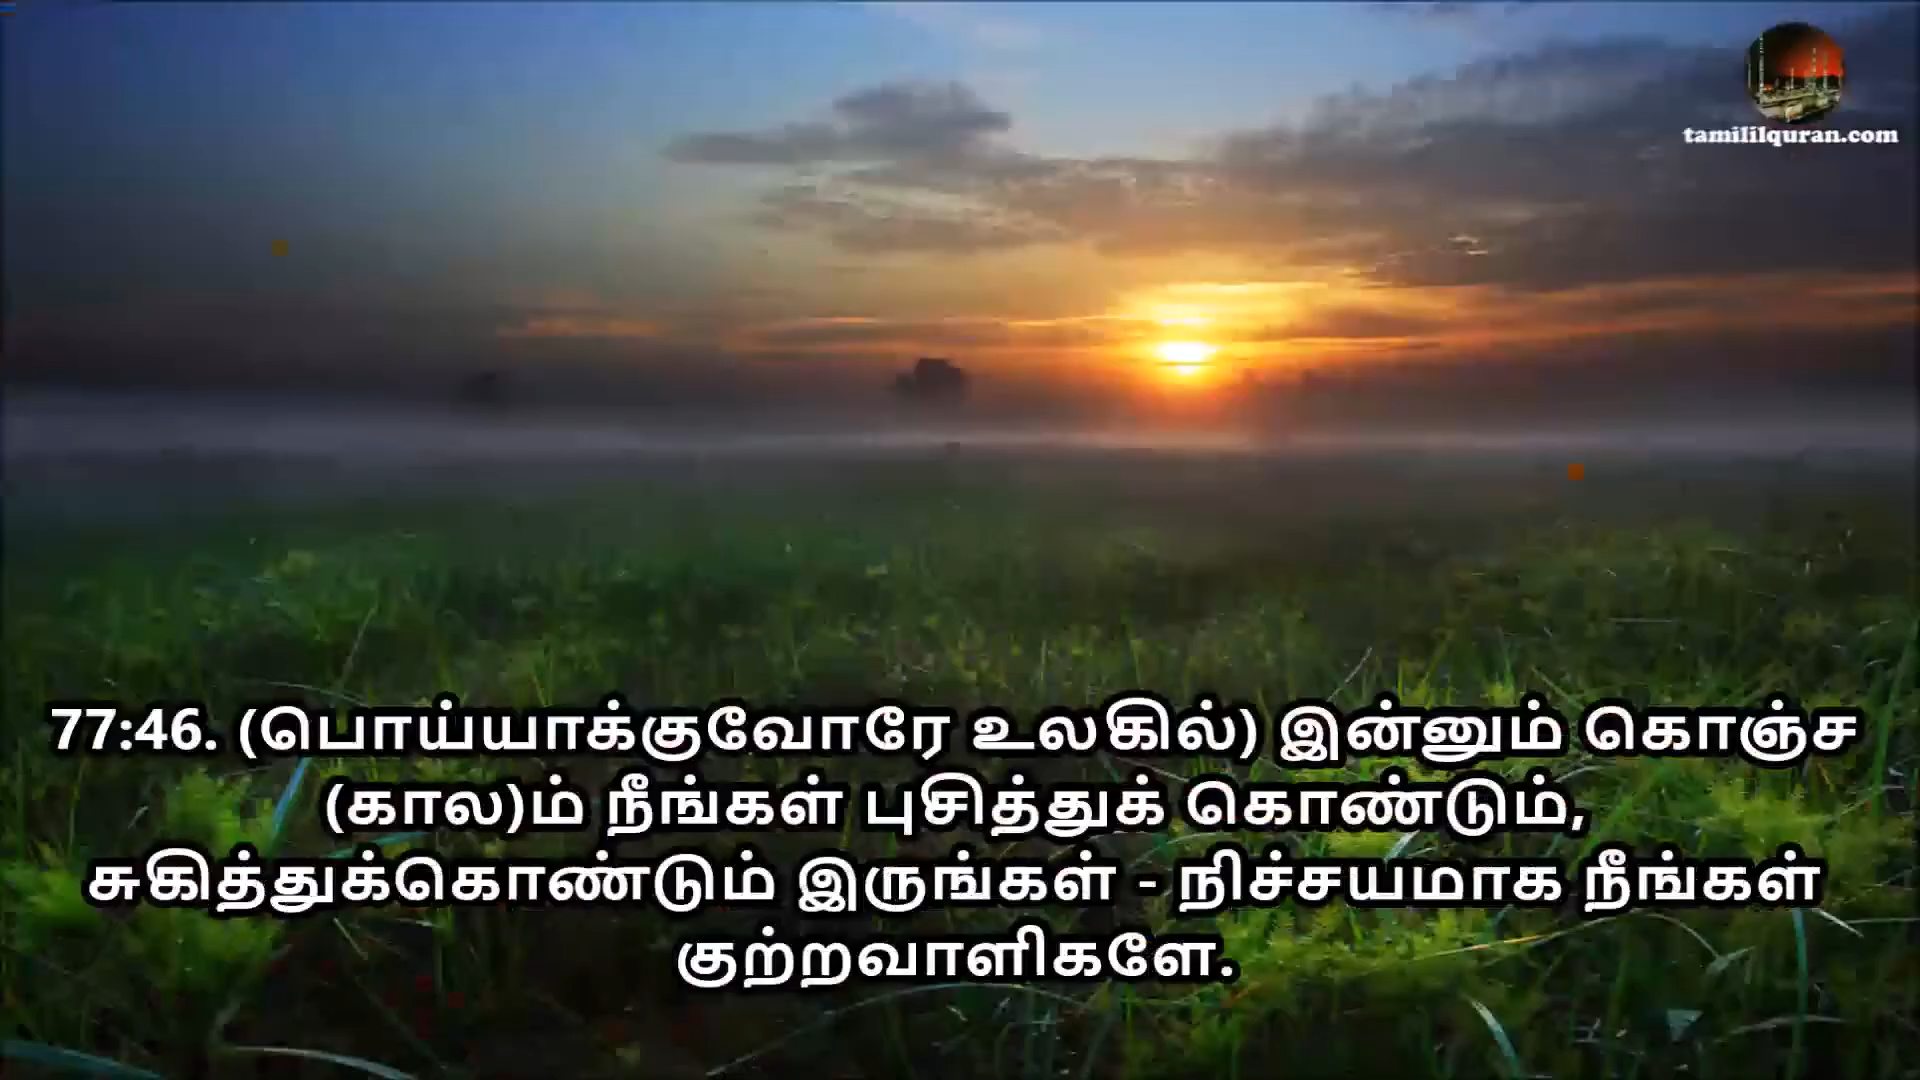 tamililquran.com
77:46. (பொய்யாக்குவோரே உலகில்) இன்னும் கொஞ்ச
(கால)ம் நீங்கள் புசித்துக் கொண்டும்,
சுகித்துக்கொண்டும் இருங்கள் - நிச்சயமாக நீங்கள்
குற்றவாளிகளே.